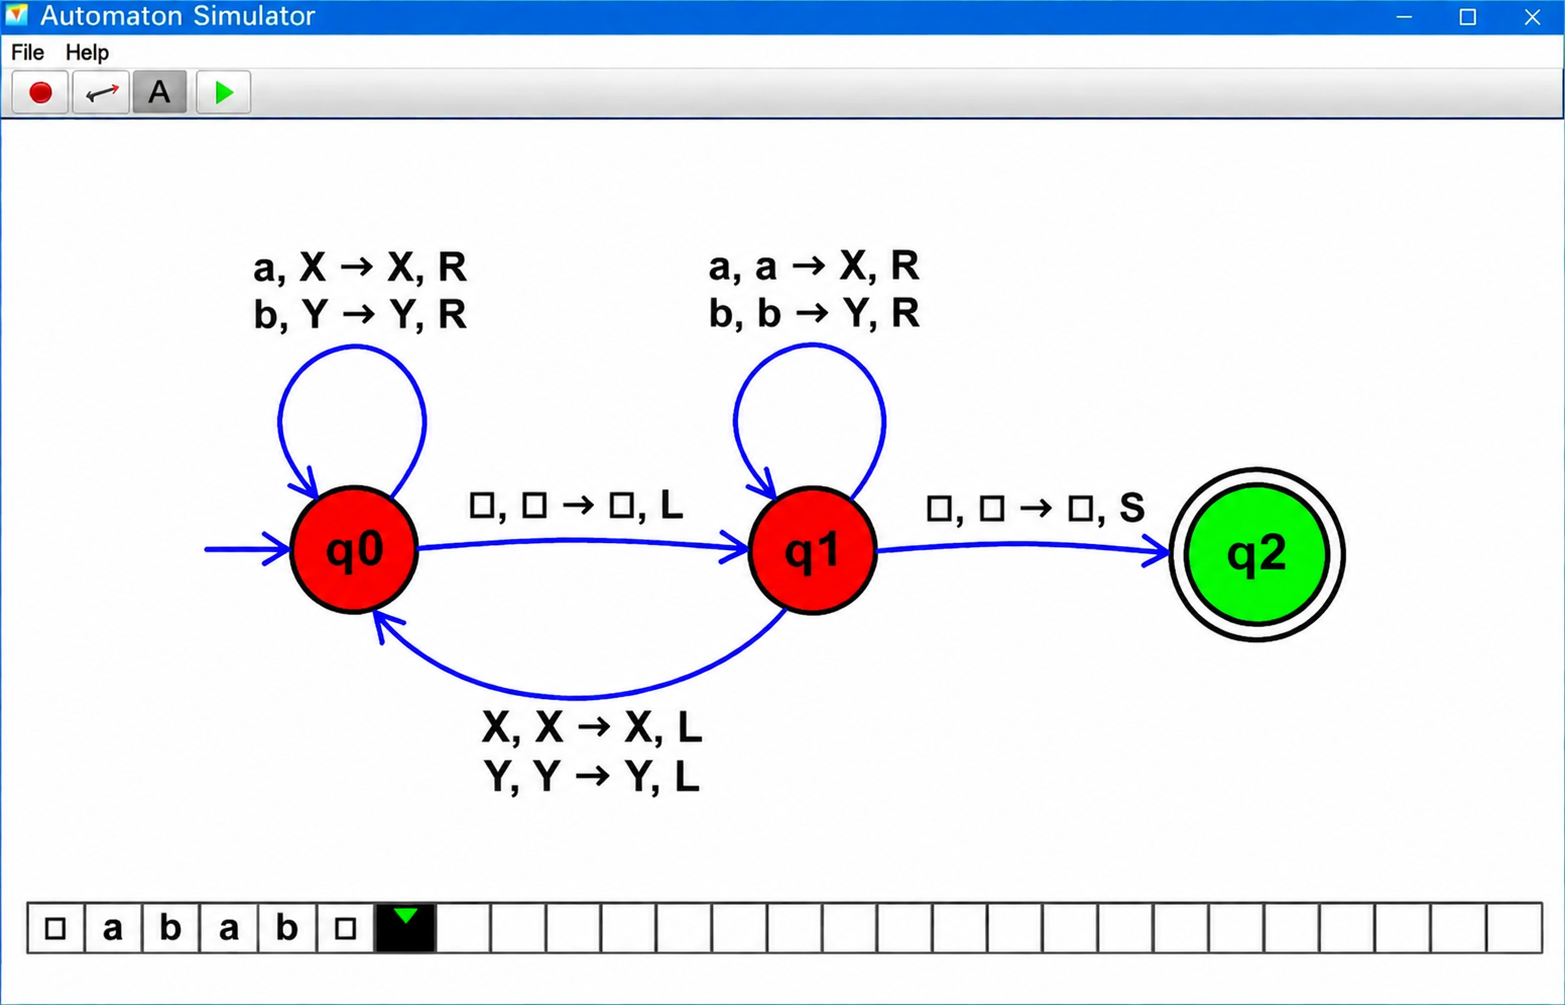 Automaton Simulator
File Help
A
a, X → X, R
b, Y → Y, R
a, a → X, R
b, b → Y, R
□, □ → □, L
□, □ → □, S
q0
q1
q2
X, X → X, L
Y, Y → Y, L
□ a b a b □